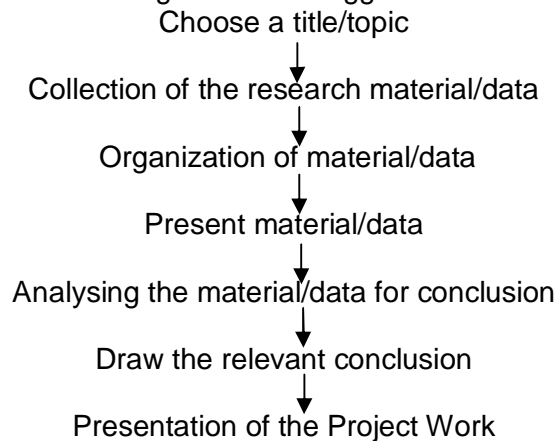 Choose a title/topic
Collection of the research material/data
Organization of material/data
Present material/data
Analysing the material/data for conclusion
Draw the relevant conclusion
Presentation of the Project Work